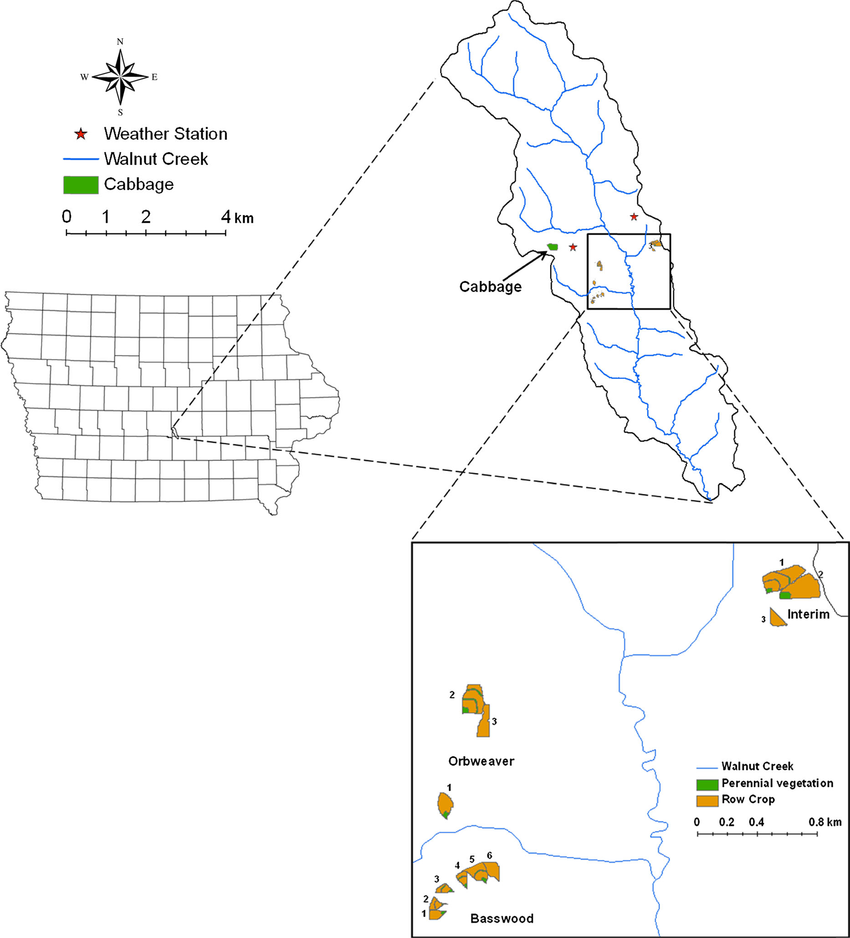 N
W E
S
Weather Station
Walnut Creek
Cabbage
0 1 2 4 km
3
Cabbage
1
2
Interim
3
2
3
Orbweaver
Walnut Creek
Perennial vegetation
Row Crop
0 0.2 0.4 0.8 km
1
6
5
4
3
2
1
Basswood